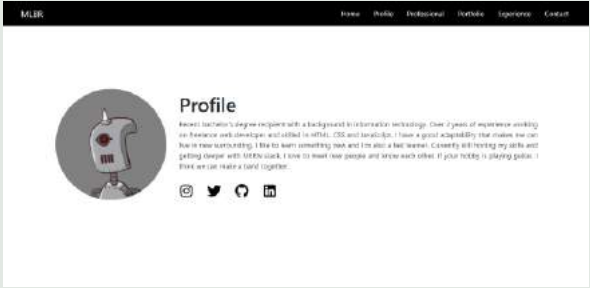 MLBR
Home Profile Professional Portfolio Experience Contact
Profile
Recent bachelor's degree recipient with a background in information technology. Over 2 years of experience working
on freelance web developer and skilled in HTML, CSS and JavaScript. I have a good adaptability that makes me can
live in new surrounding. I like to learn something new and I'm also a fast learner. Currently still honing my skills and
getting deeper with MERN stack. I love to meet new people and know each other. If your hobby is playing guitar, I
think we can make a band together.